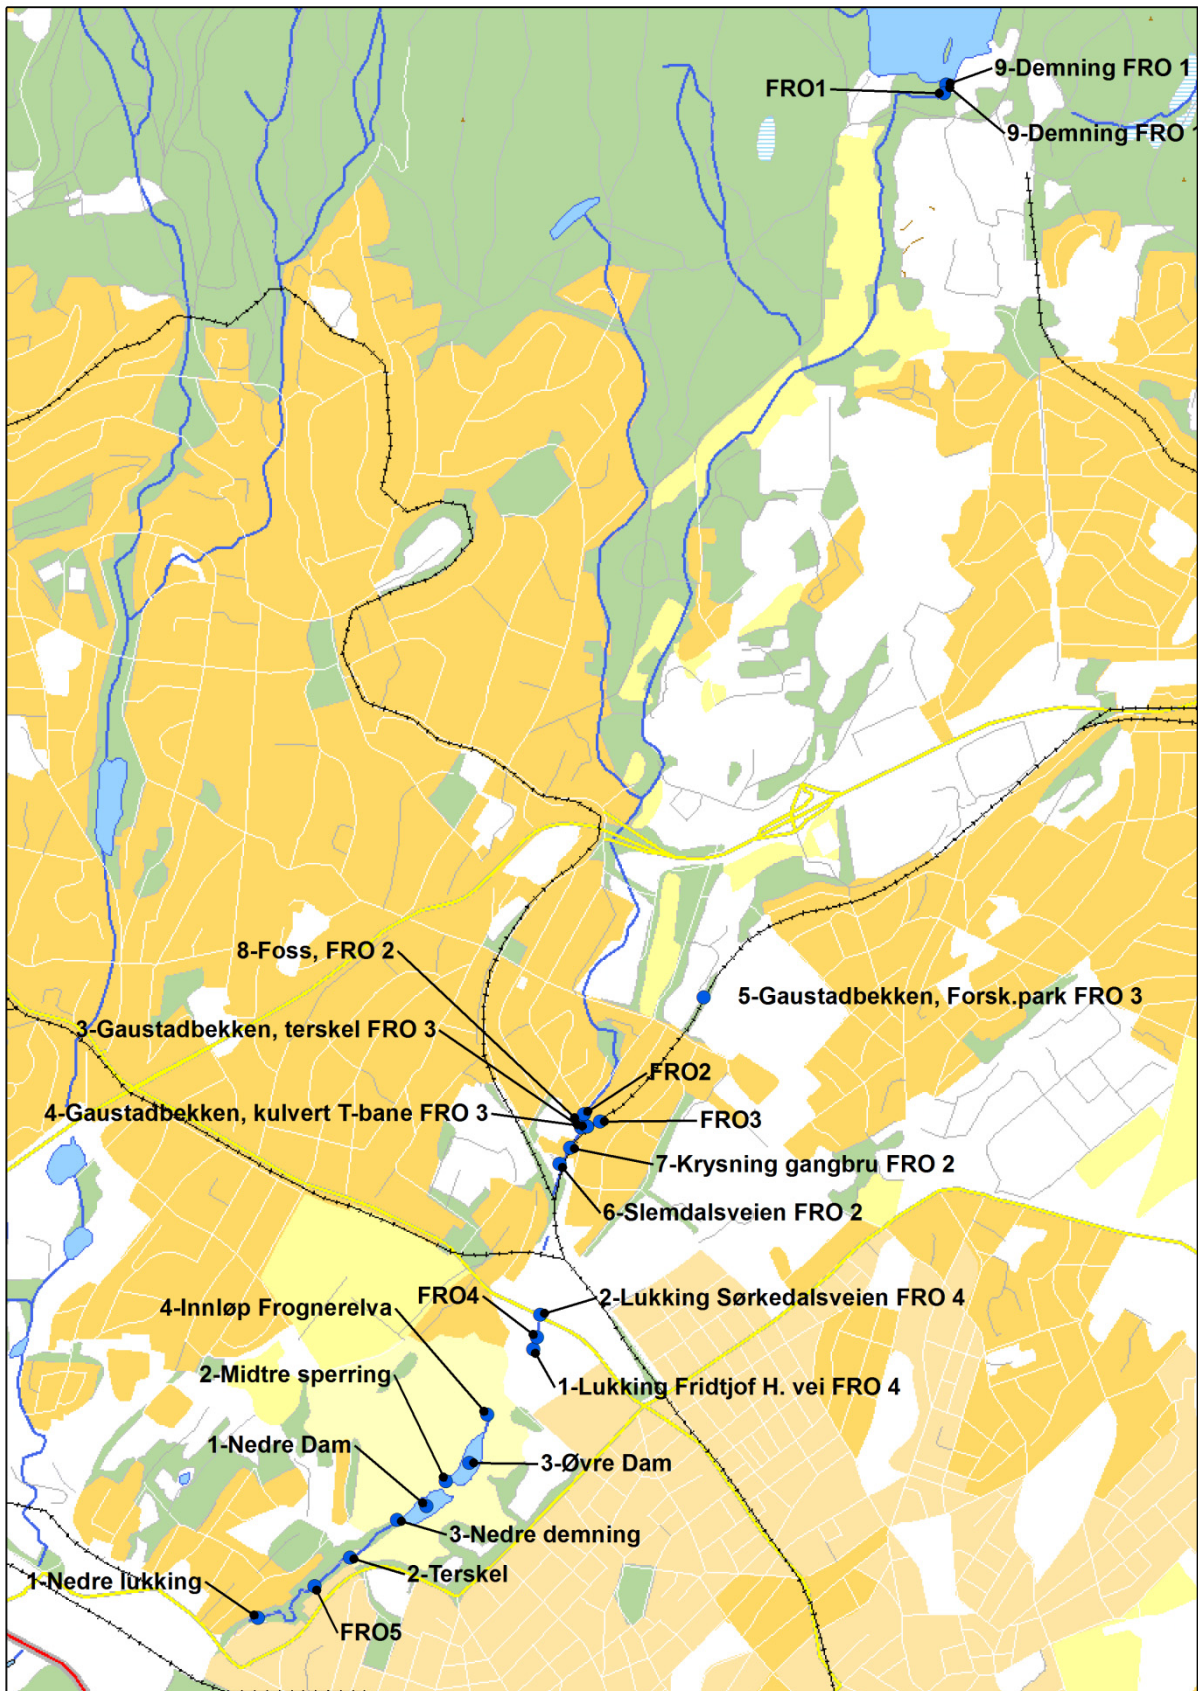 9-Demning FRO 1
FRO1
9-Demning FRO 1
8-Foss, FRO 2
5-Gaustadbekken, Forsk.park FRO 3
3-Gaustadbekken, terskel FRO 3
FRO2
4-Gaustadbekken, kulvert T-bane FRO 3
FRO3
7-Krysning gangbru FRO 2
6-Slemdalsveien FRO 2
FRO4
2-Lukking Sørkedalsveien FRO 4
4-Innløp Frognerelva
2-Midtre sperring
1-Lukking Fridtjof H. vei FRO 4
1-Nedre Dam
3-Øvre Dam
3-Nedre demning
2-Terskel
1-Nedre lukking
FRO5